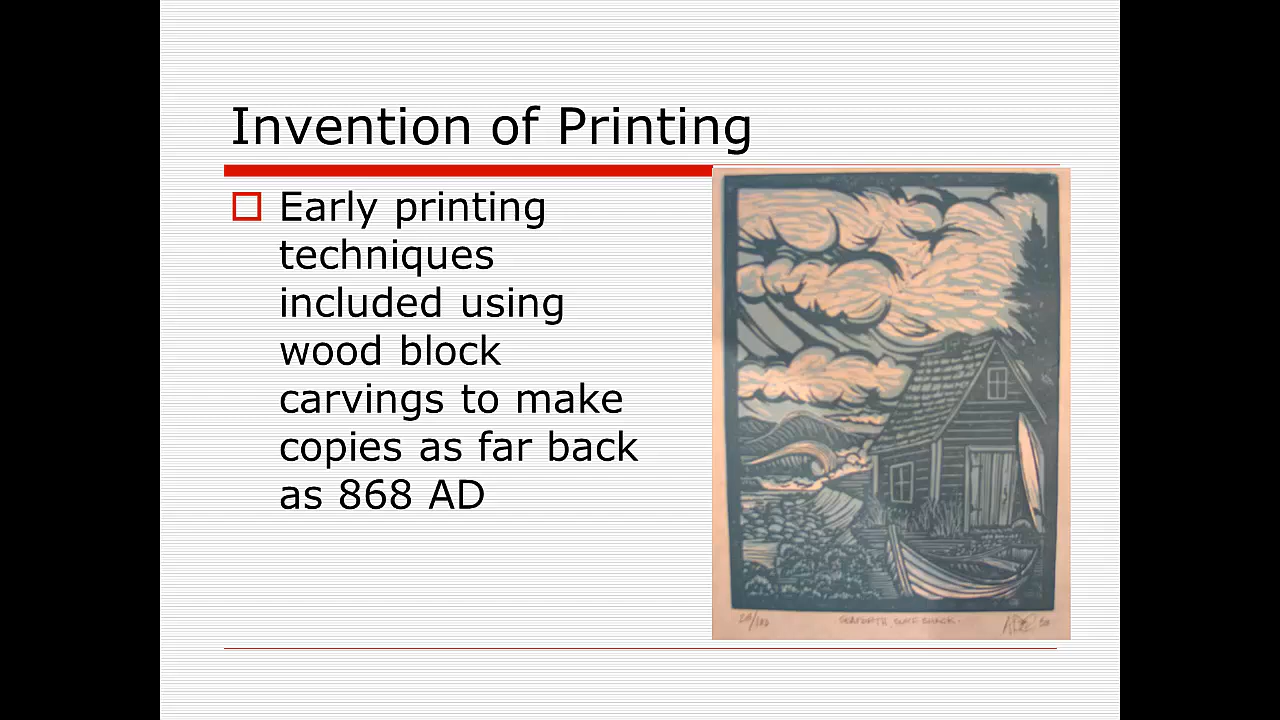 Invention of Printing
Early printing
techniques
included using
wood block
carvings to make
copies as far back
as 868 AD